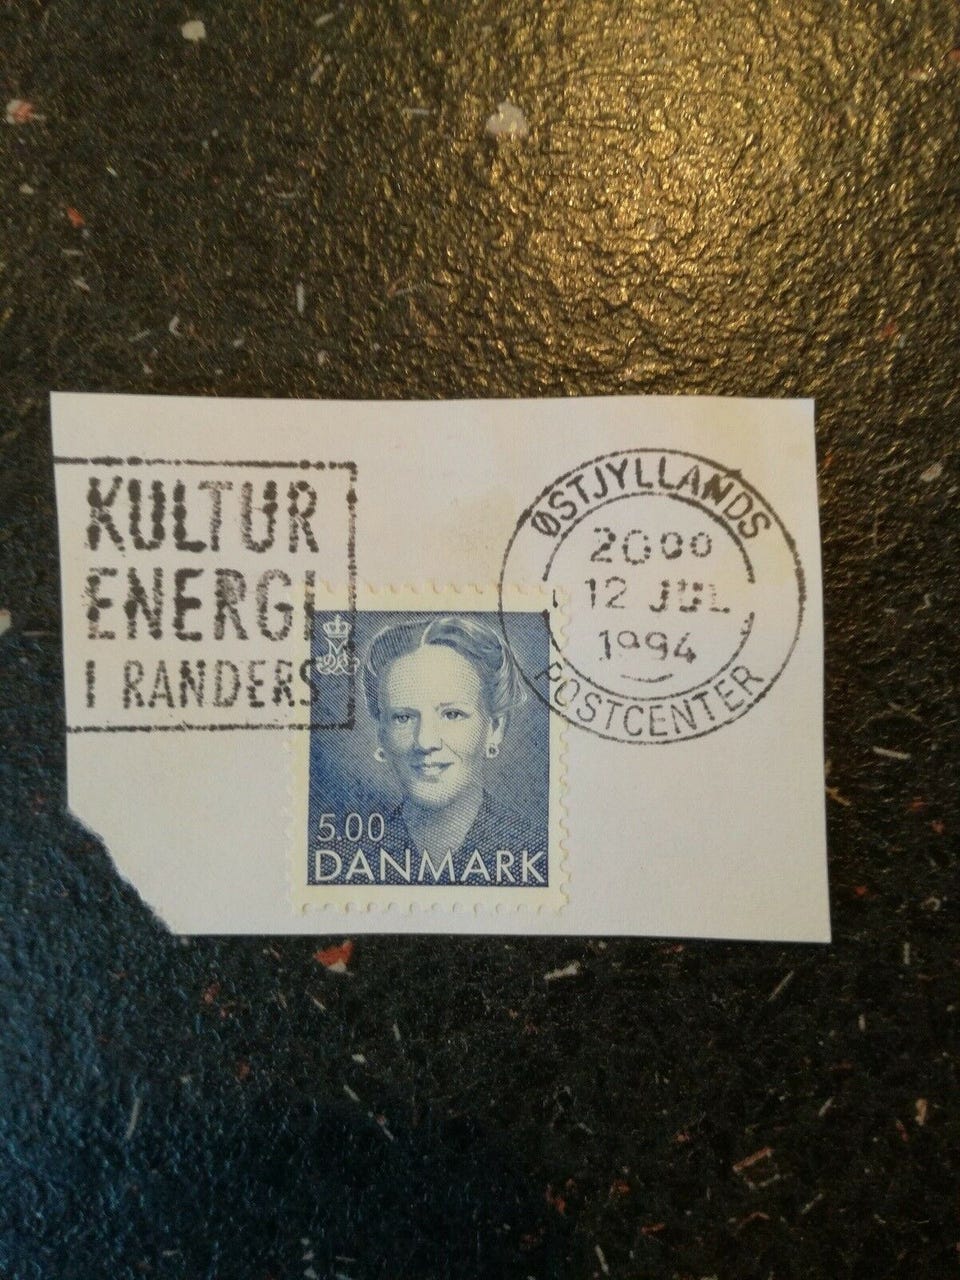 KULTUR
ENERGI
I RANDERS
ØSTJYLLANDS
2000
12 JUL
1994
POSTCENTER
5.00
DANMARK